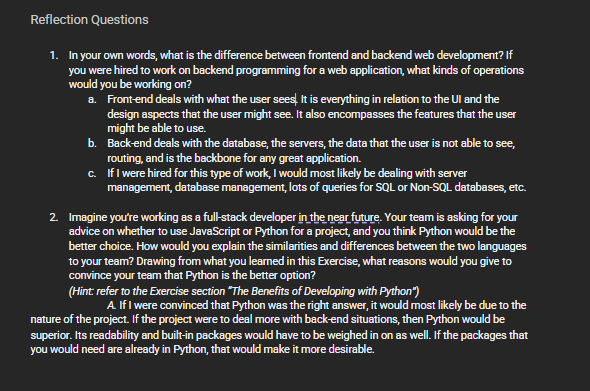 Reflection Questions
1. In your own words, what is the difference between frontend and backend web development? If
you were hired to work on backend programming for a web application, what kinds of operations
would you be working on?
a. Front-end deals with what the user sees. It is everything in relation to the UI and the
design aspects that the user might see. It also encompasses the features that the user
might be able to use.
b. Back-end deals with the database, the servers, the data that the user is not able to see,
routing, and is the backbone for any great application.
c. If I were hired for this type of work, I would most likely be dealing with server
management, database management, lots of queries for SQL or Non-SQL databases, etc.
2. Imagine you're working as a full-stack developer in the near future. Your team is asking for your
advice on whether to use JavaScript or Python for a project, and you think Python would be the
better choice. How would you explain the similarities and differences between the two languages
to your team? Drawing from what you learned in this Exercise, what reasons would you give to
convince your team that Python is the better option?
(Hint: refer to the Exercise section "The Benefits of Developing with Python")
A. If I were convinced that Python was the right answer, it would most likely be due to the
nature of the project. If the project were to deal more with back-end situations, then Python would be
superior. Its readability and built-in packages would have to be weighed in on as well. If the packages that
you would need are already in Python, that would make it more desirable.